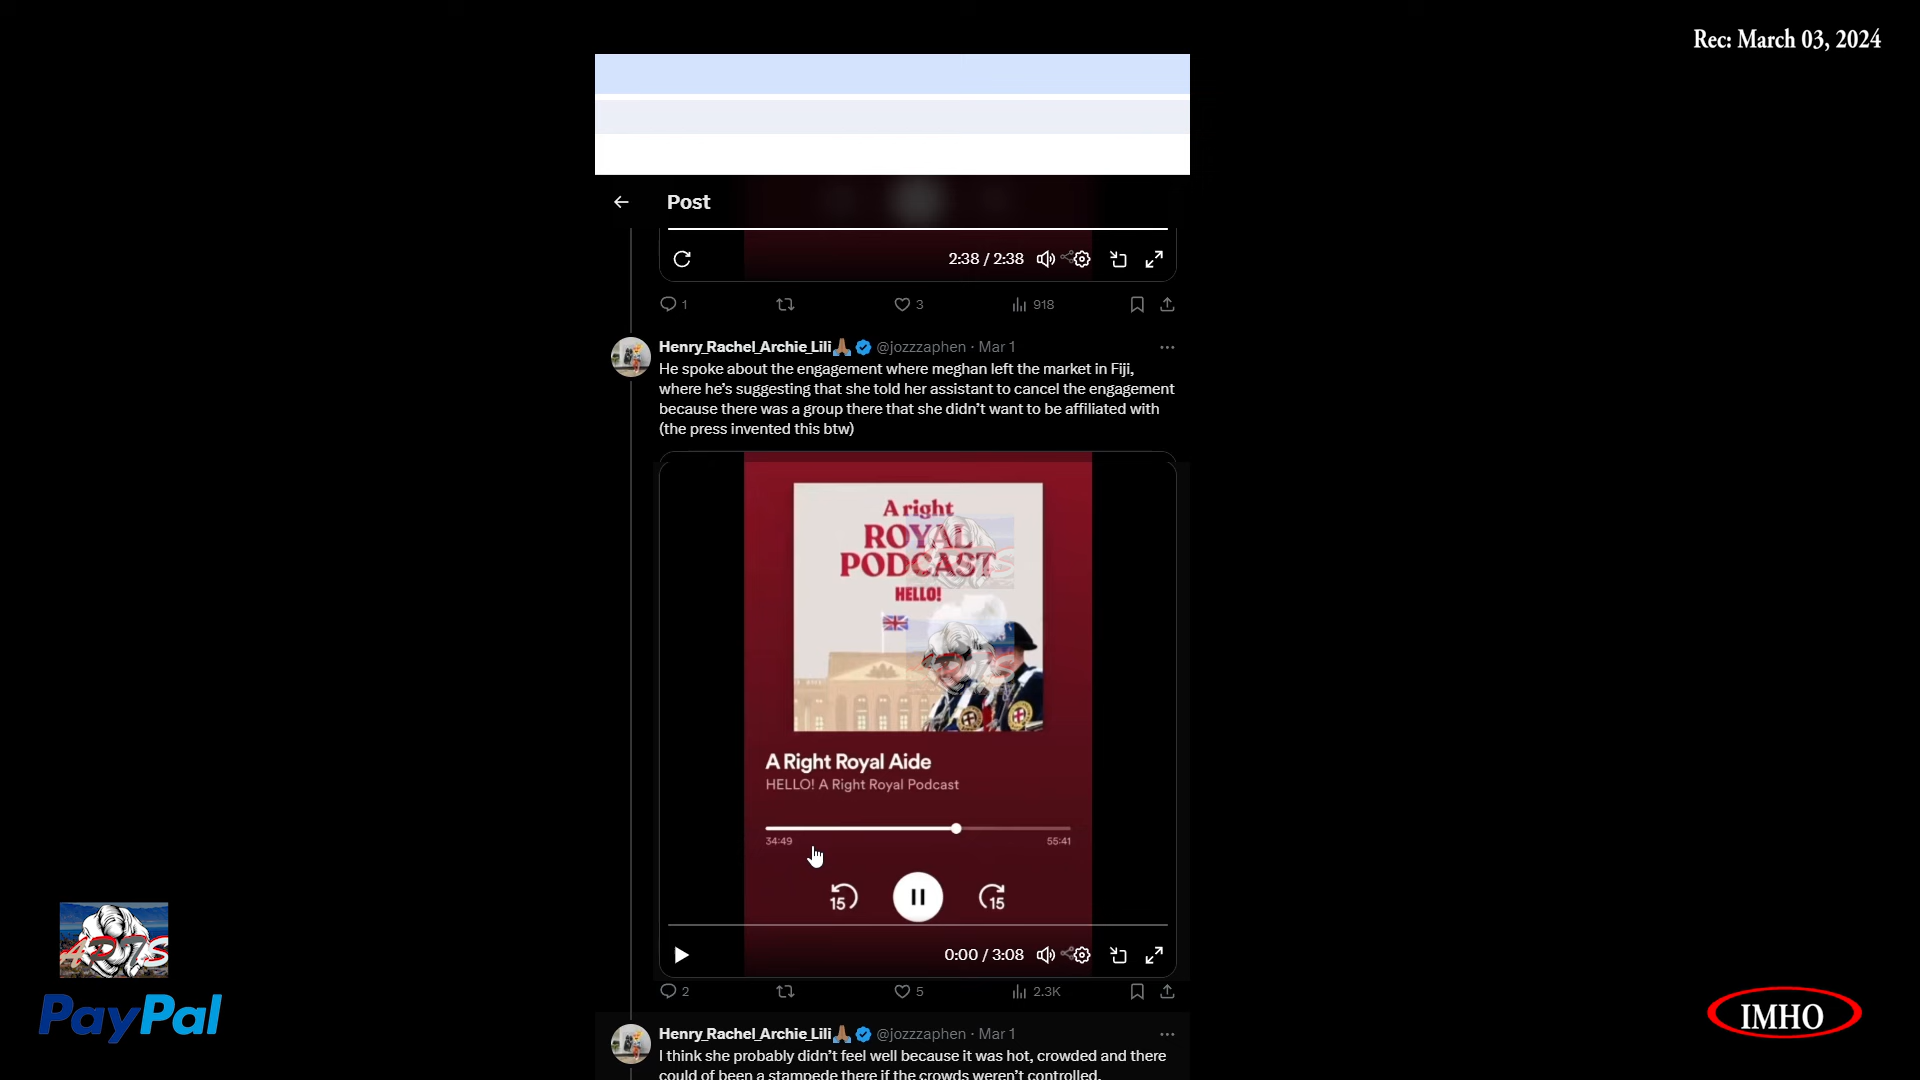 Rec: March 03, 2024
Post
2:38 / 2:38
1
3
918
Henry_Rachel_Archie_Lili🙏🏽 @jozzzaphen · Mar 1
He spoke about the engagement where meghan left the market in Fiji,
where he's suggesting that she told her assistant to cancel the engagement
because there was a group there that she didn't want to be affiliated with
(the press invented this btw)
A right
ROYAL
PODCAST
HELLO!
A Right Royal Aide
HELLO! A Right Royal Podcast
34:49
55:41
15
15
0:00 / 3:08
2
5
2.3K
Henry_Rachel_Archie_Lili🙏🏽 @jozzzaphen · Mar 1
I think she probably didn't feel well because it was hot, crowded and there
could of been a stampede there if the crowds weren't controlled.
PayPal
IMHO